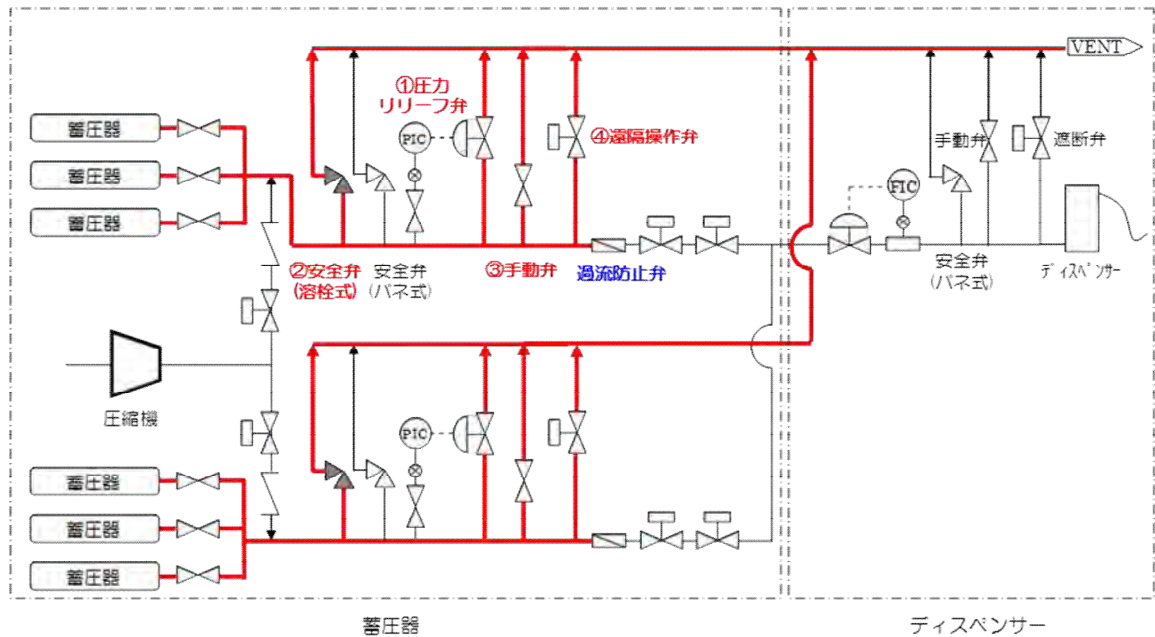 VENT
①圧力
リリーフ弁
蓄圧器
PIC
④遠隔操作弁
手動弁
遮断弁
蓄圧器
FIC
蓄圧器
②安全弁
(溶栓式)
安全弁
(バネ式)
③手動弁
過流防止弁
安全弁
(バネ式)
ディスペンサー
圧縮機
PIC
蓄圧器
蓄圧器
蓄圧器
蓄圧器
ディスペンサー